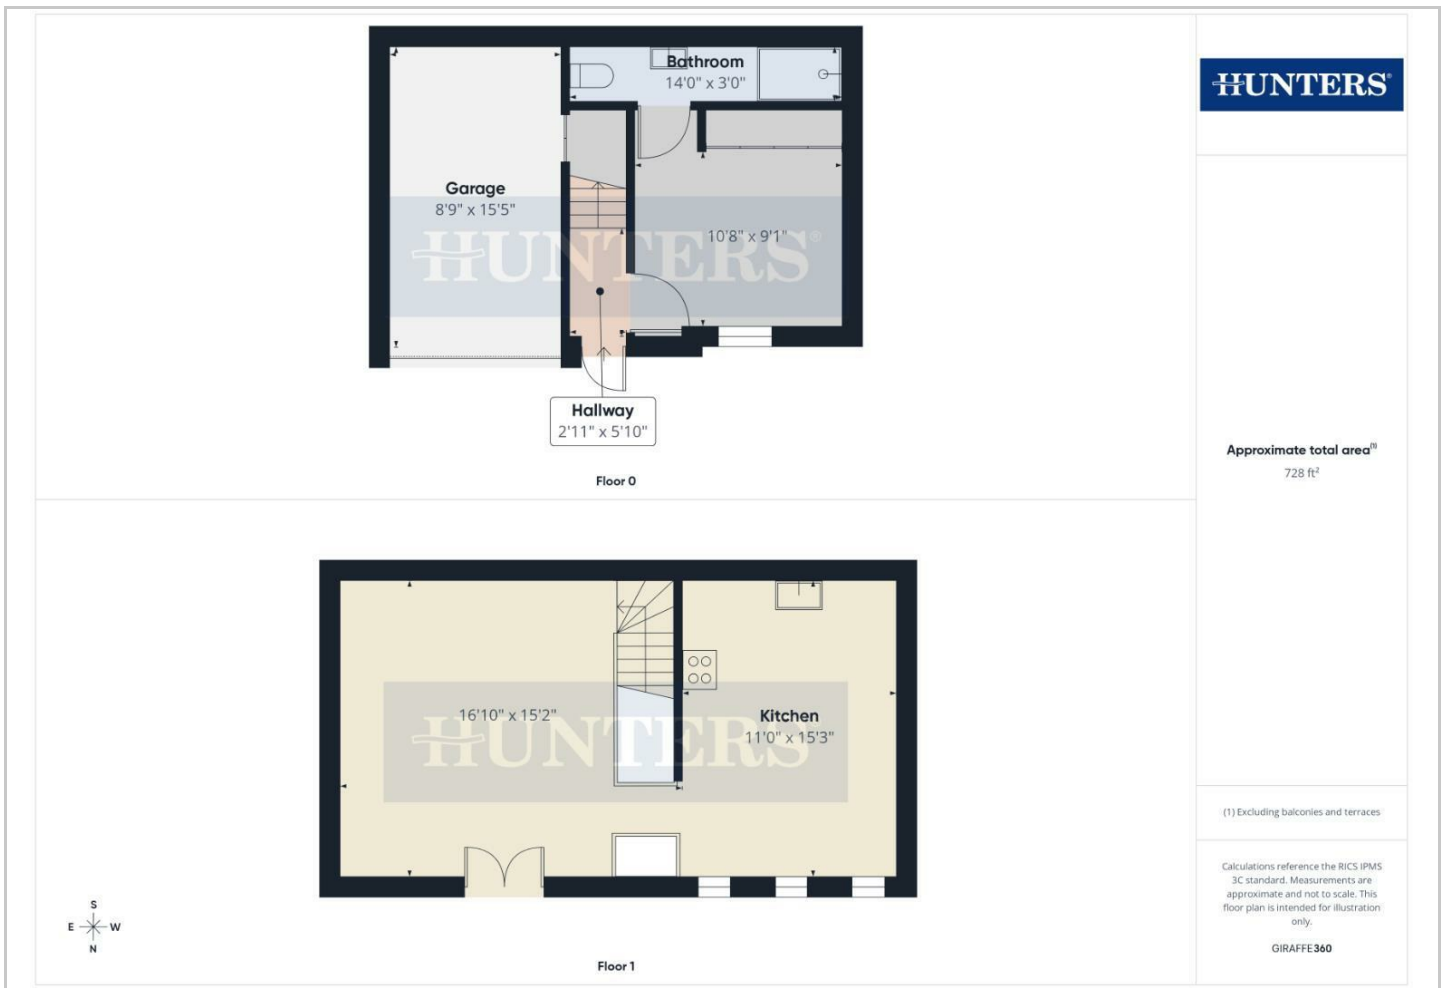 Bathroom
14'0" x 3'0"
Garage
8'9" x 15'5"
10'8" x 9'1"
HUNTERS®
Hallway
2'11" x 5'10"
Floor 0
16'10" x 15'2"
Kitchen
11'0" x 15'3"
HUNTERS
S
E W
N
Floor 1
HUNTERS®
Approximate total area(1)
728 ft²
(1) Excluding balconies and terraces
Calculations reference the RICS IPMS
3C standard. Measurements are
approximate and not to scale. This
floor plan is intended for illustration
only.
GIRAFFE360